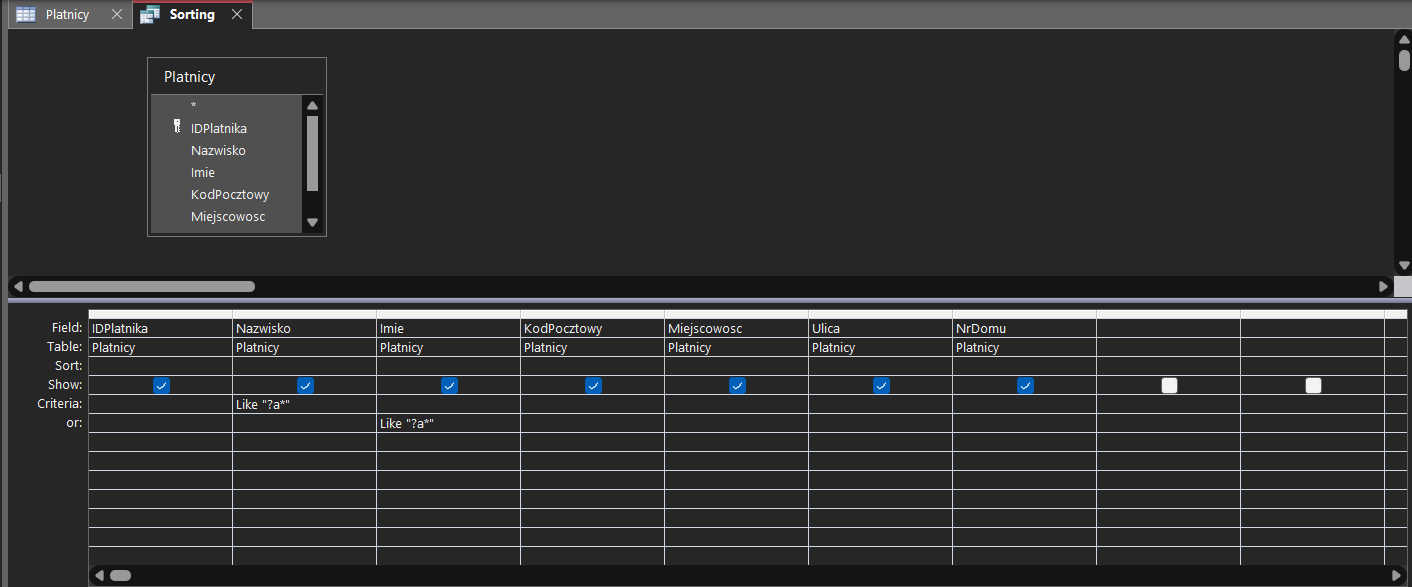 Platnicy
Sorting
Platnicy
*
IDPlatnika
Nazwisko
Imie
KodPocztowy
Miejscowosc
Field: IDPlatnika Nazwisko Imie KodPocztowy Miejscowosc Ulica NrDomu
Table: Platnicy Platnicy Platnicy Platnicy Platnicy Platnicy Platnicy
Sort:
Show:
Criteria: Like "?a*"
or: Like "?a*"